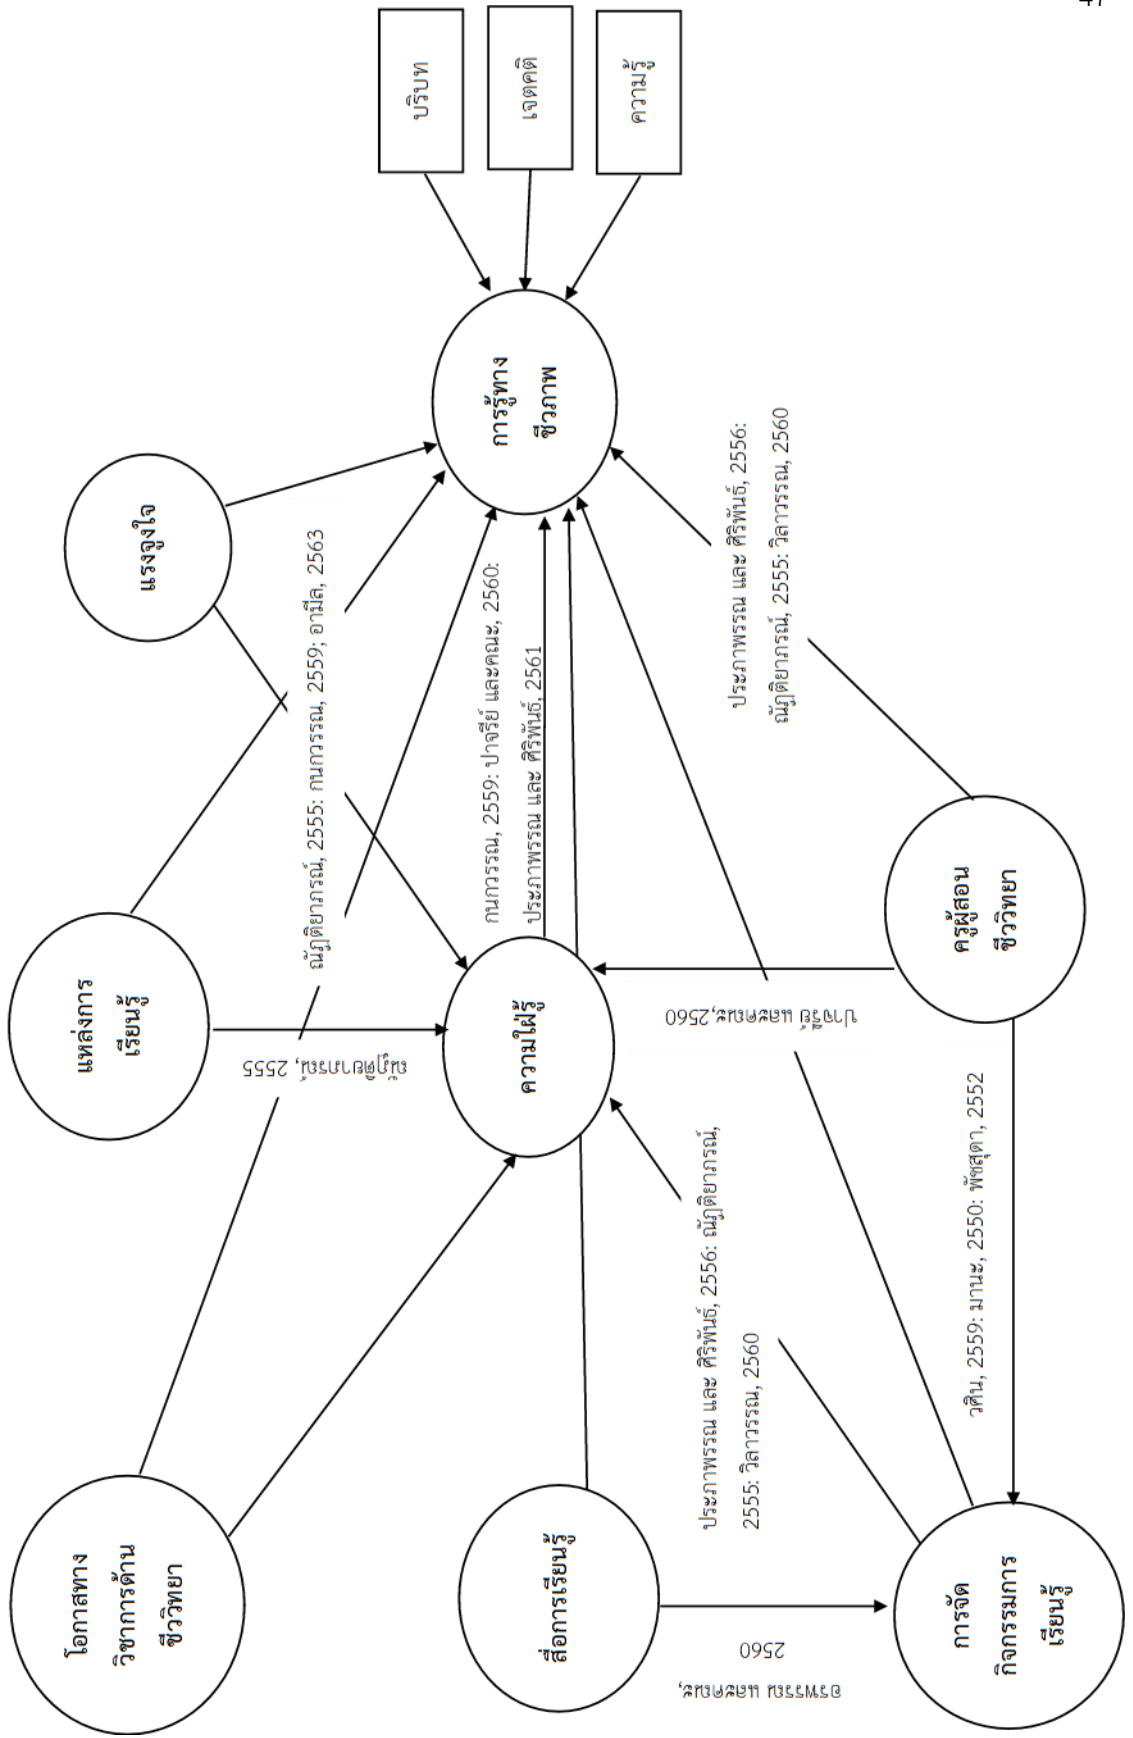 บริบท
เจตคติ
ความรู้
การรู้ทาง
ชีวภาพ
แรงจูงใจ
ณัฏติยาภรณ์, 2555: กนกวรรณ, 2559; อามีล, 2563
กนกวรรณ, 2559: ปาจรีย์ และคณะ, 2560:
ประภาพรรณ และ ศิริพันธ์, 2561
ประภาพรรณ และ ศิริพันธ์, 2556:
ณัฏติยาภรณ์, 2555: วิลาวรรณ, 2560
แหล่งการ
เรียนรู้
ณัฏติยาภรณ์, 2555
ความใฝ่รู้
ปาจรีย์ และคณะ,2560
ครูผู้สอน
ชีววิทยา
ประภาพรรณ และ ศิริพันธ์, 2556: ณัฏติยาภรณ์,
2555: วิลาวรรณ, 2560
วศิน, 2559: มานะ, 2550: พัชสุดา, 2552
โอกาสทาง
วิชาการด้าน
ชีววิทยา
สื่อการเรียนรู้
อรพรรณ และคณะ,
2560
การจัด
กิจกรรมการ
เรียนรู้